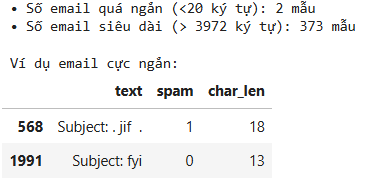 • Số email quá ngắn (<20 ký tự): 2 mẫu
• Số email siêu dài (> 3972 ký tự): 373 mẫu
Ví dụ email cực ngắn:
text spam char_len
568 Subject: . jif . 1 18
1991 Subject: fyi 0 13